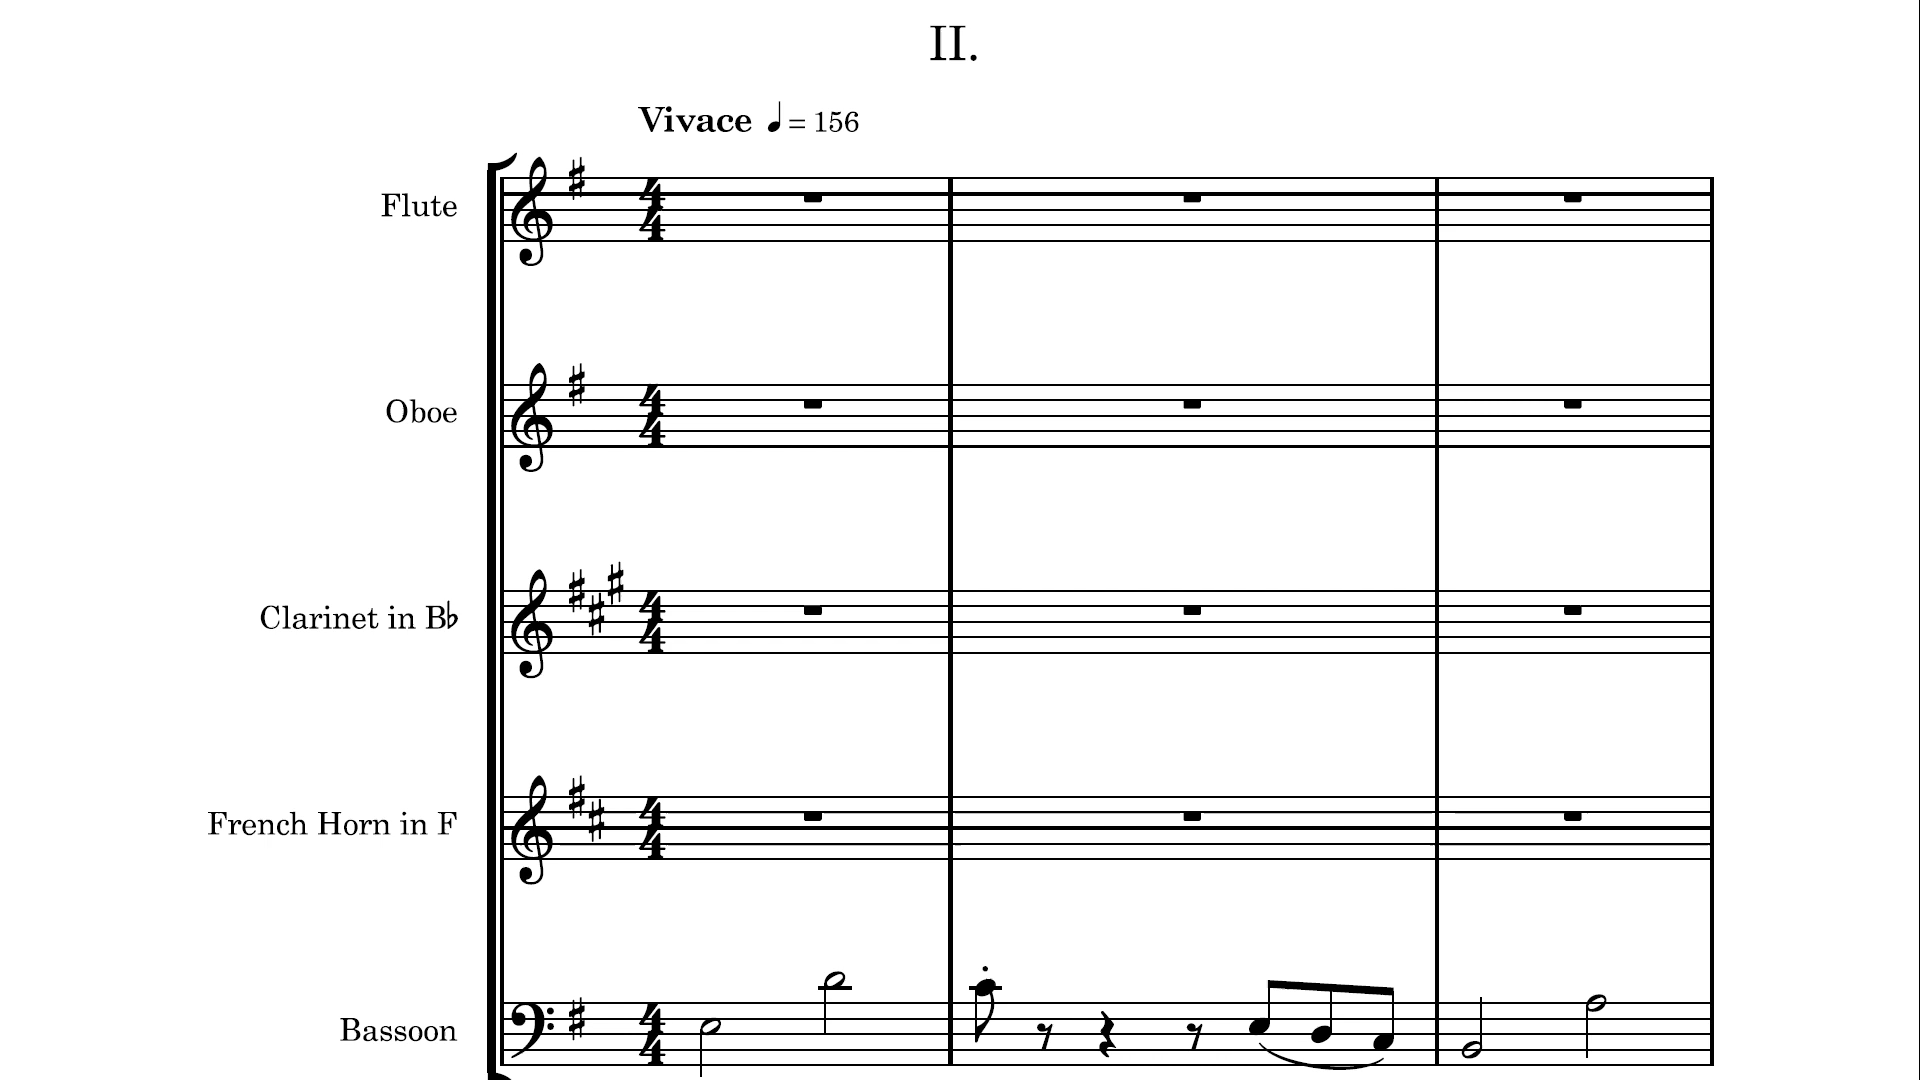 II.
Vivace ♩ = 156
Flute
Oboe
Clarinet in B♭
French Horn in F
Bassoon